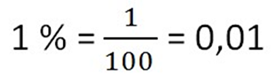 1 % = 1/100 = 0,01